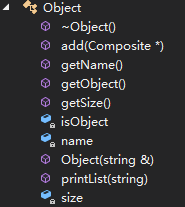 Object
~Object()
add(Composite *)
getName()
getObject()
getSize()
isObject
name
Object(string &)
printList(string)
size